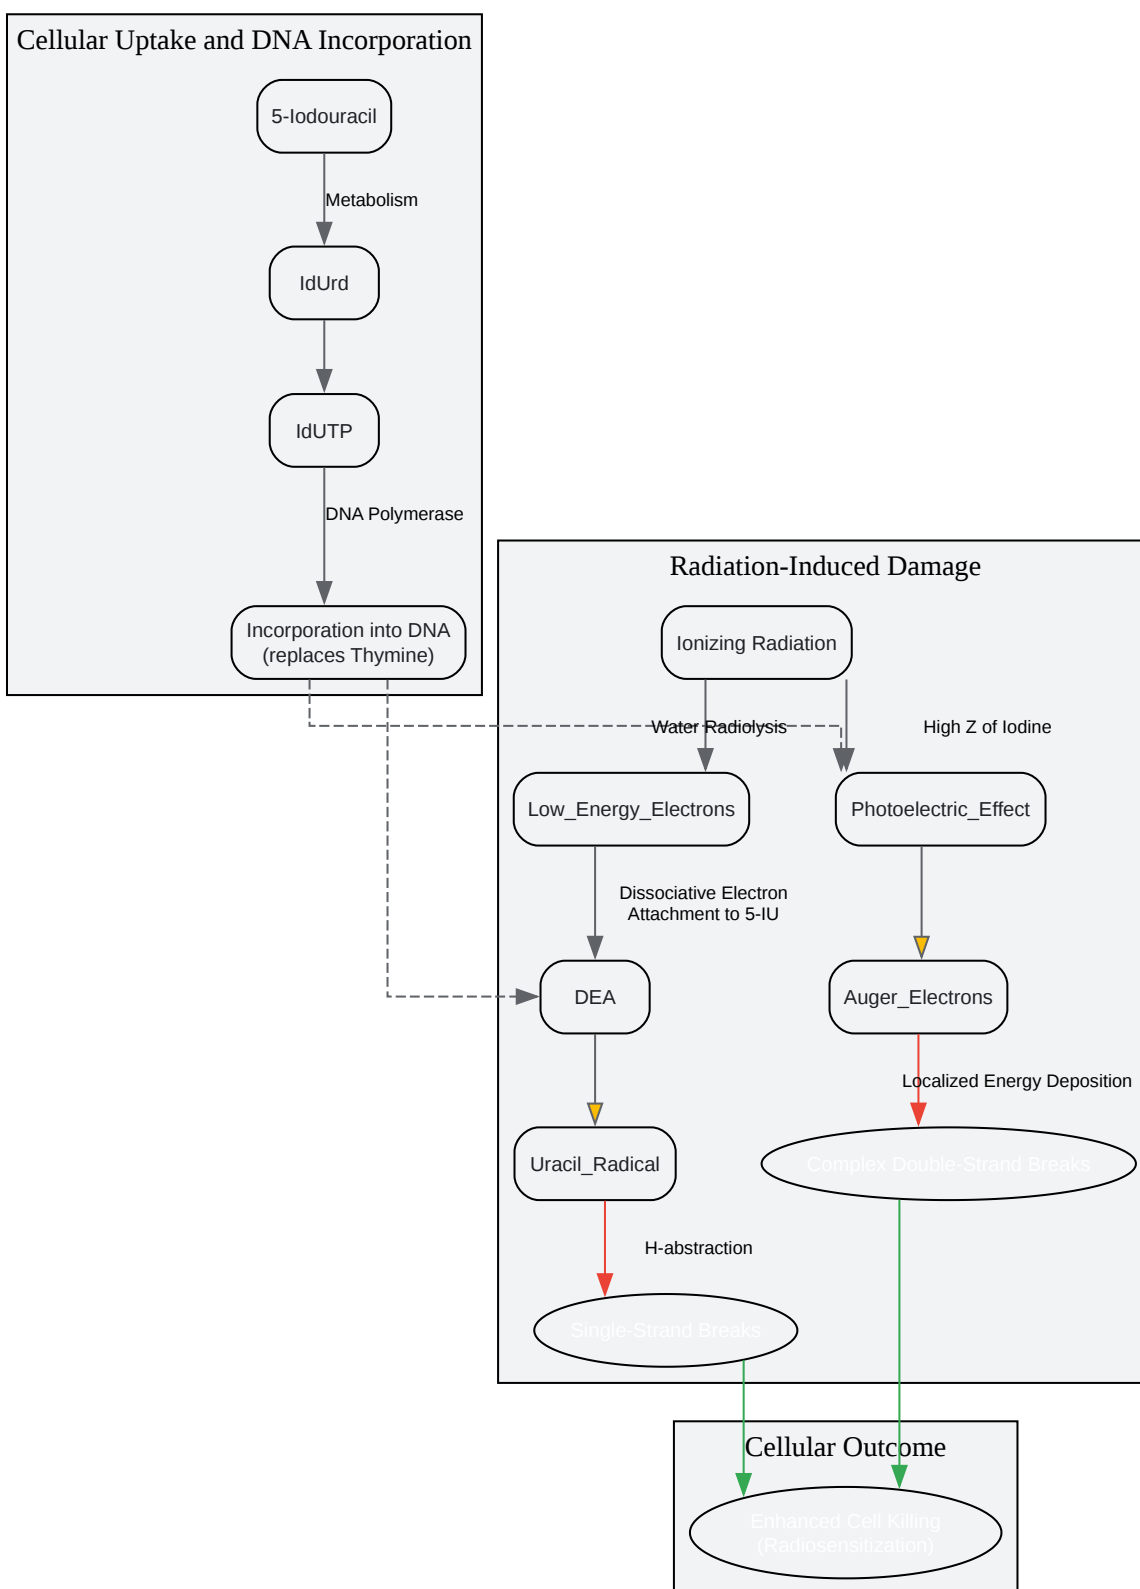 Cellular Uptake and DNA Incorporation
5-Iodouracil
Metabolism
IdUrd
IdUTP
DNA Polymerase
Incorporation into DNA
(replaces Thymine)
Radiation-Induced Damage
Ionizing Radiation
Water Radiolysis
High Z of Iodine
Low_Energy_Electrons
Photoelectric_Effect
Dissociative Electron
Attachment to 5-IU
DEA
Auger_Electrons
Localized Energy Deposition
Uracil_Radical
Complex Double-Strand Breaks
H-abstraction
Single-Strand Breaks
Cellular Outcome
Enhanced Cell Killing
(Radiosensitization)